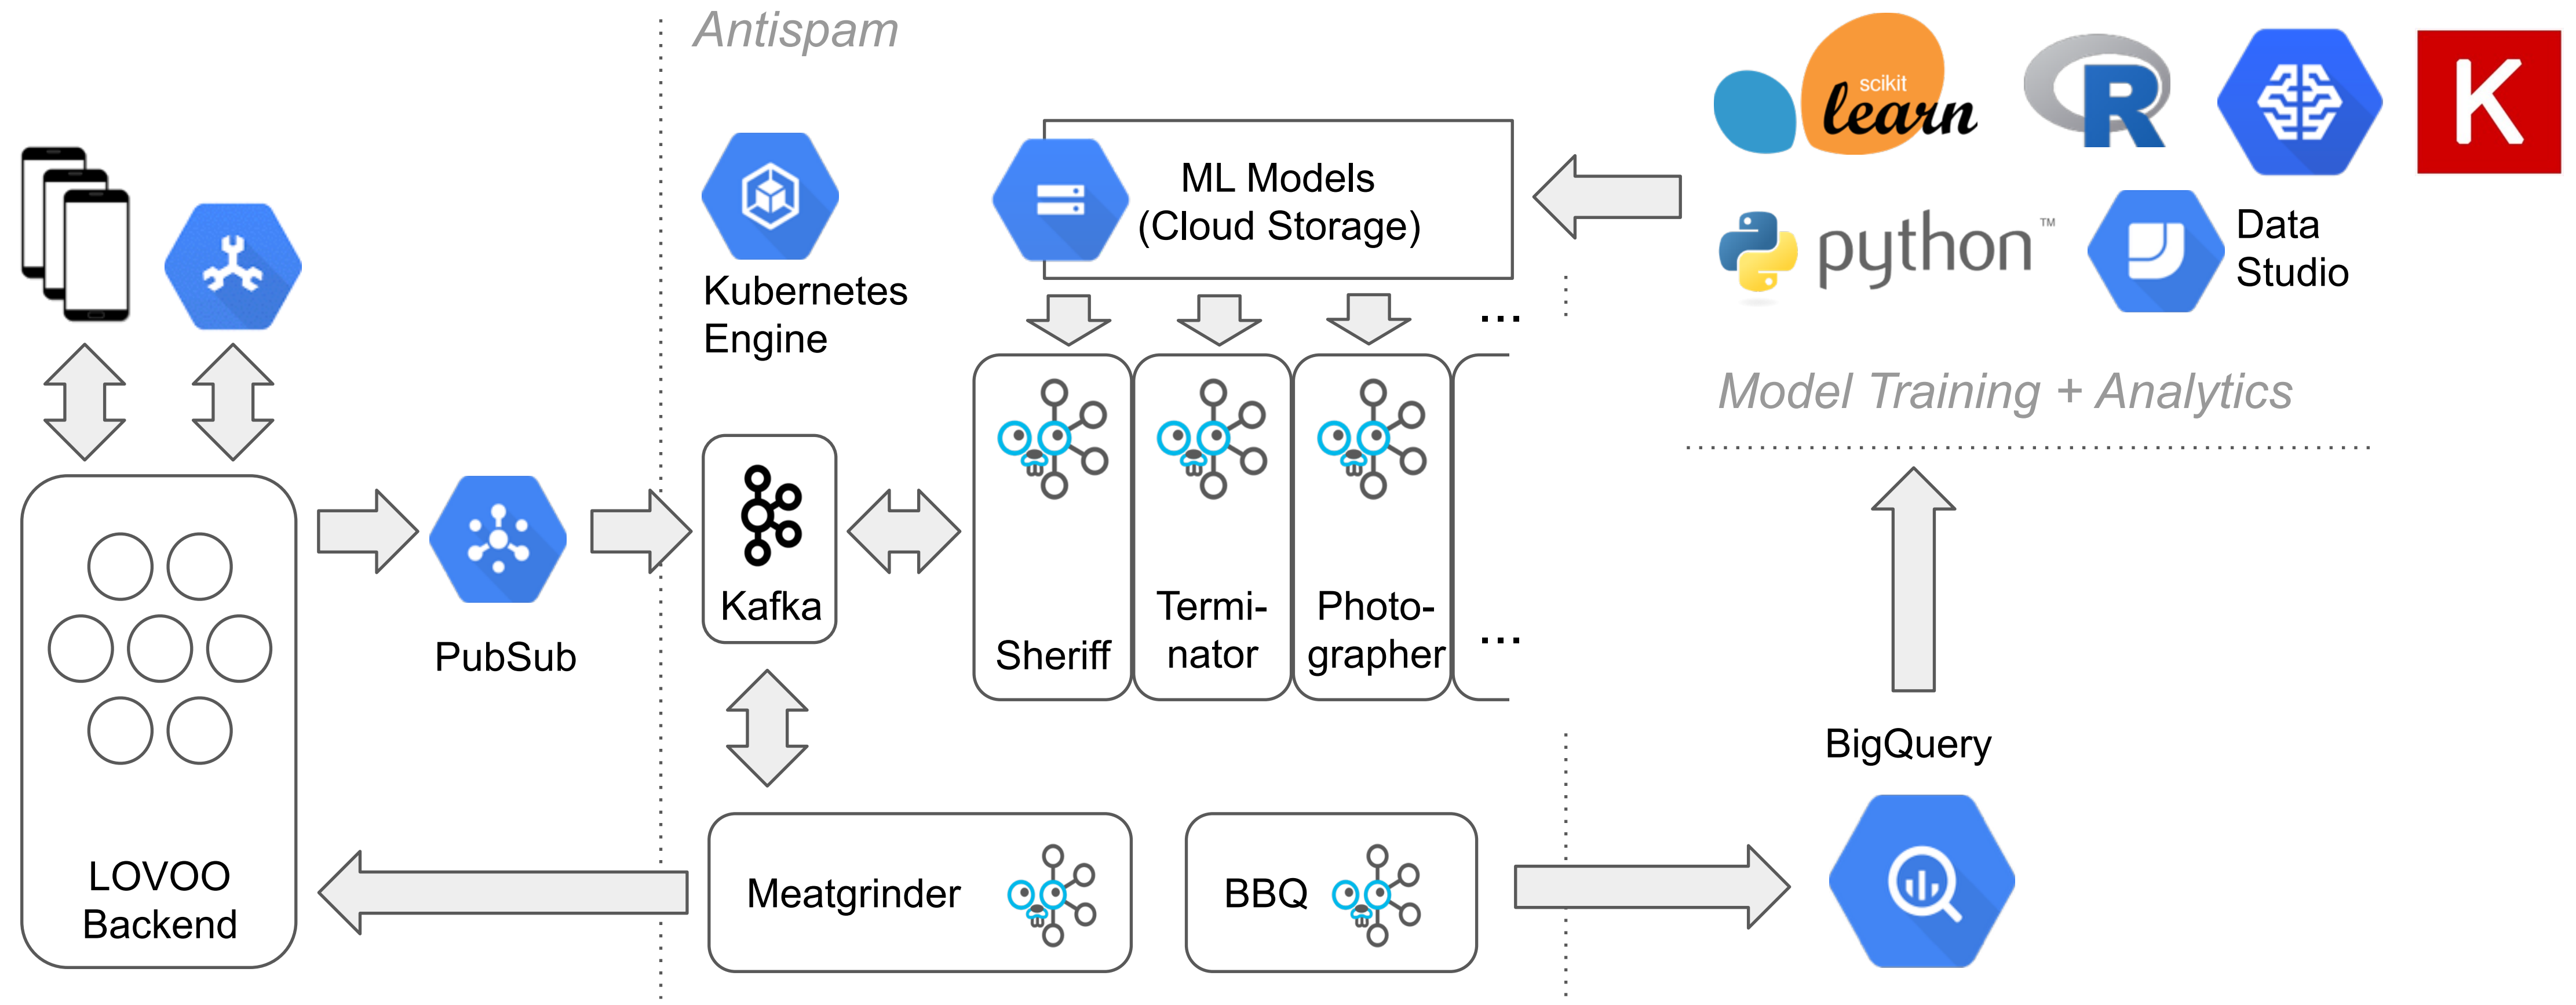 Antispam
scikit
learn
R
K
ML Models
(Cloud Storage)
python™
Data
Studio
Kubernetes
Engine
...
Model Training + Analytics
Kafka
Sheriff
Termi-
nator
Photo-
grapher
...
PubSub
BigQuery
LOVOO
Backend
Meatgrinder
BBQ